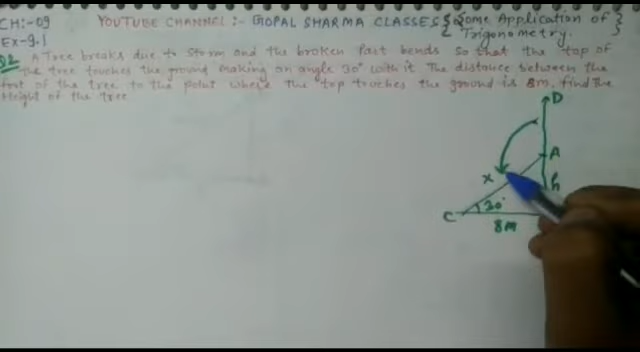 CH:-09 YOUTUBE CHANNEL:- GOPAL SHARMA CLASSES {Some Application of Trigonometry.}
Ex-9.1
Q2. A Tree breaks due to storm and the broken part bends so that the top of
the tree touches the ground making an angle 30° with it. The distance between the
foot of the tree to the point where the top touches the ground is 8m. find the
Height of the tree
D
A
x
h
30°
C
8m